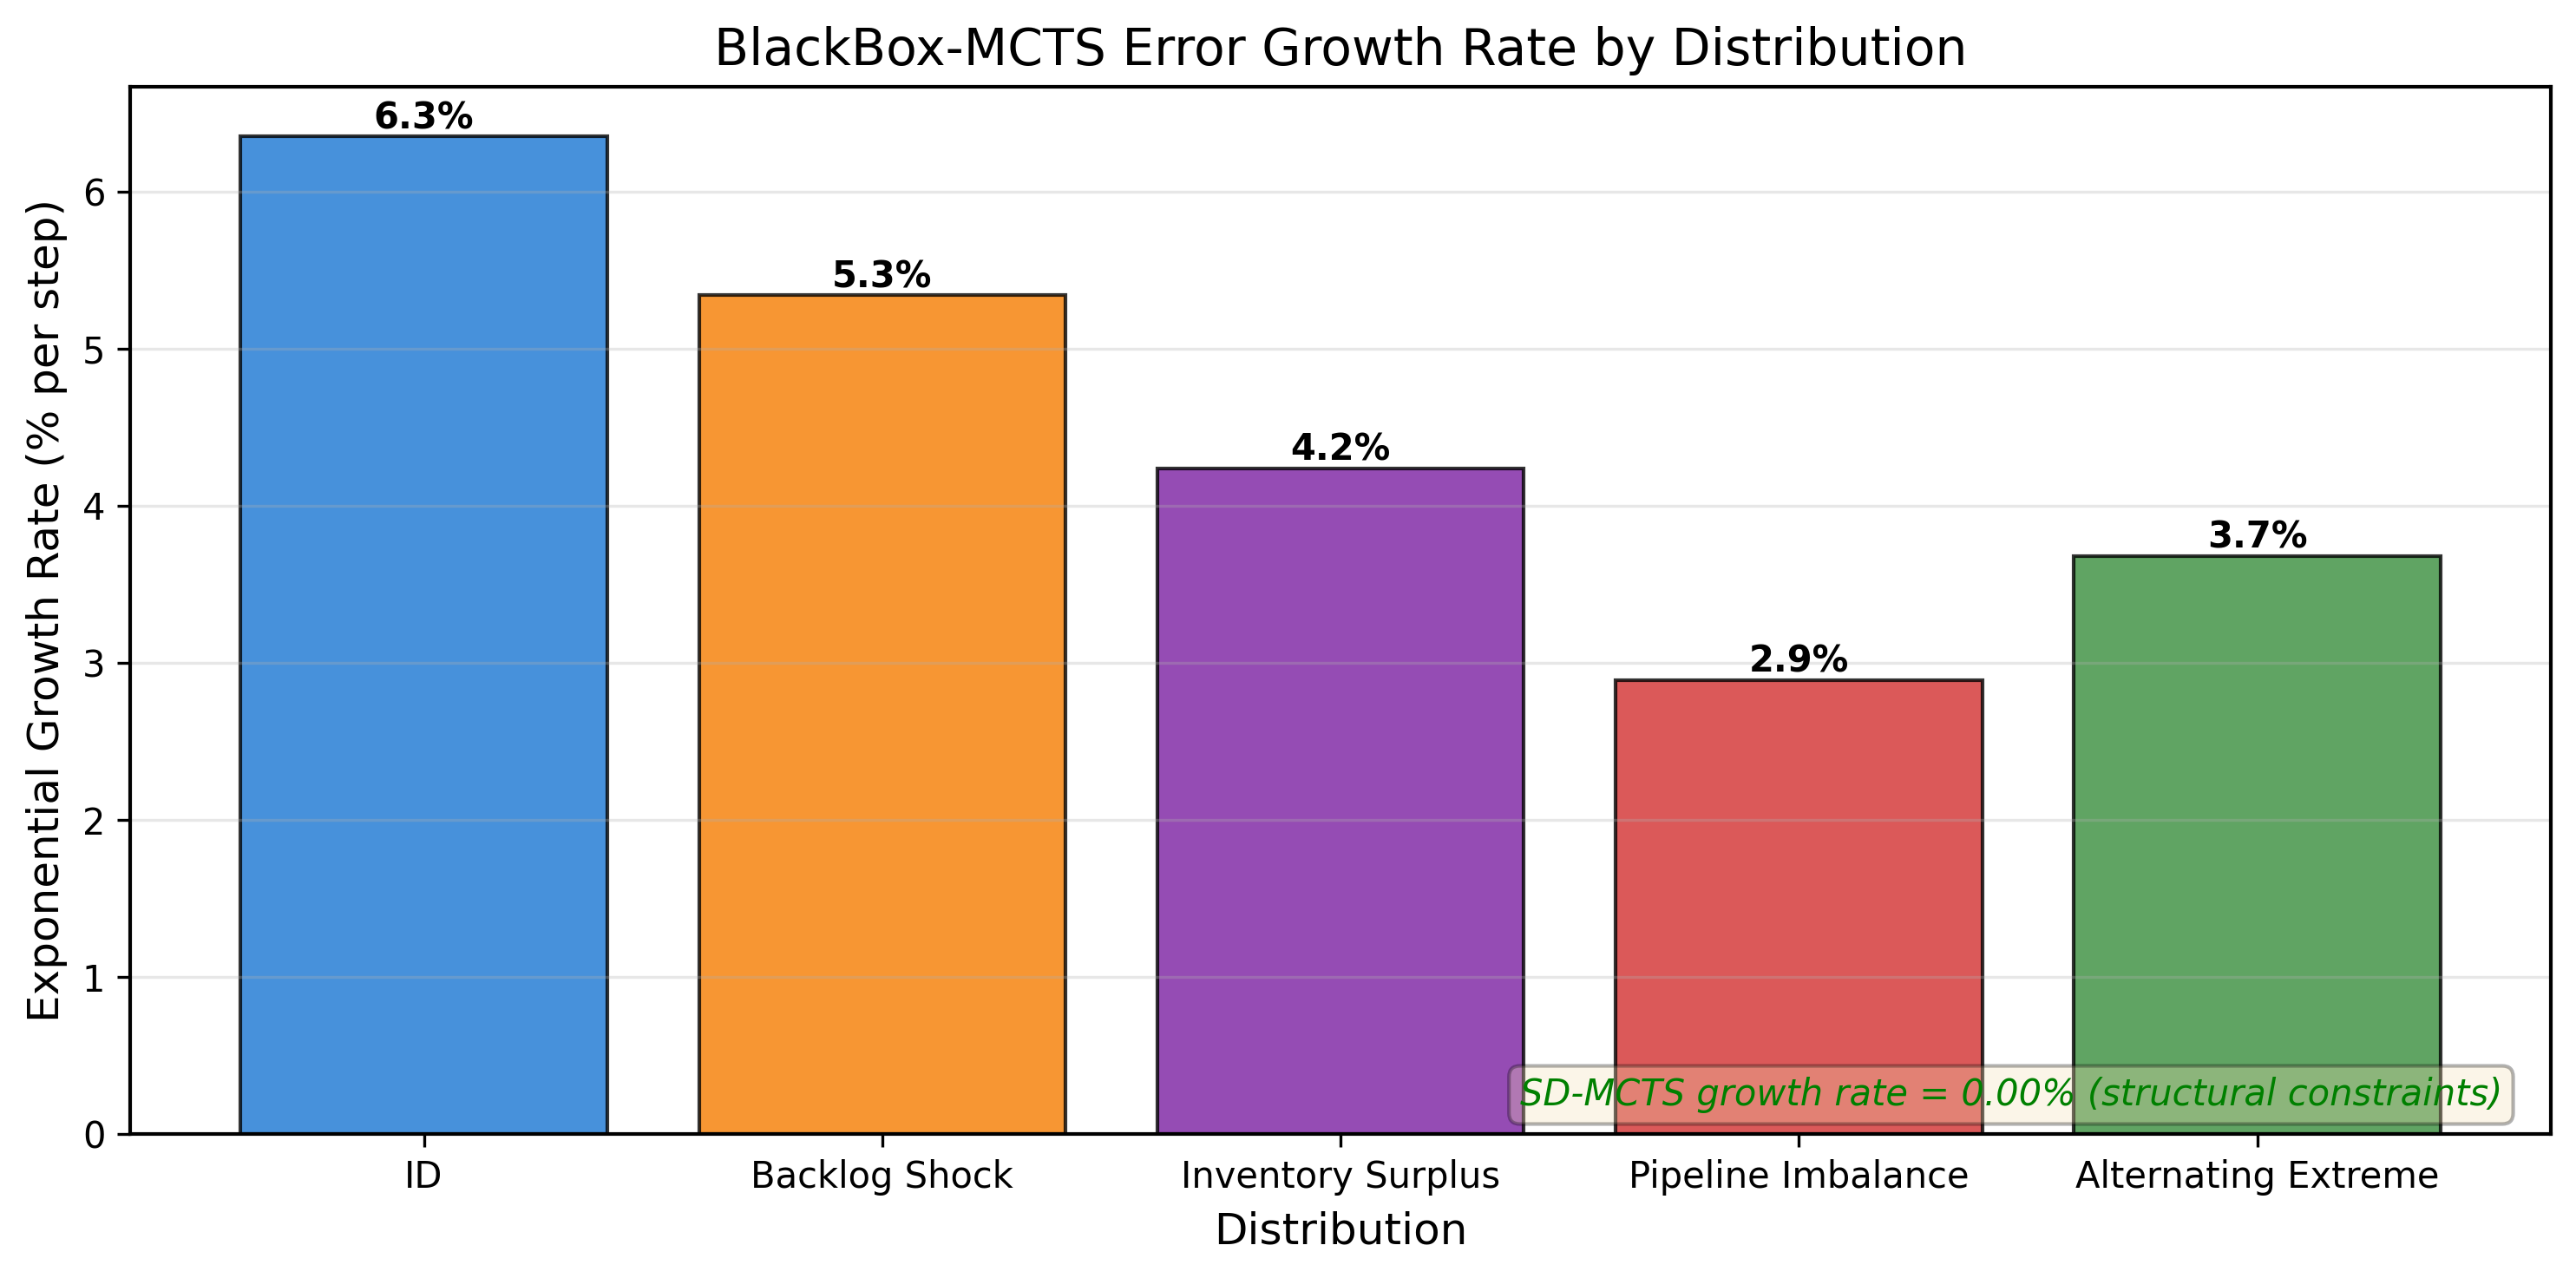 BlackBox-MCTS Error Growth Rate by Distribution
Exponential Growth Rate (% per step)
6
5
4
3
2
1
0
6.3%
5.3%
4.2%
2.9%
3.7%
SD-MCTS growth rate = 0.00% (structural constraints)
ID
Backlog Shock
Inventory Surplus
Pipeline Imbalance
Alternating Extreme
Distribution